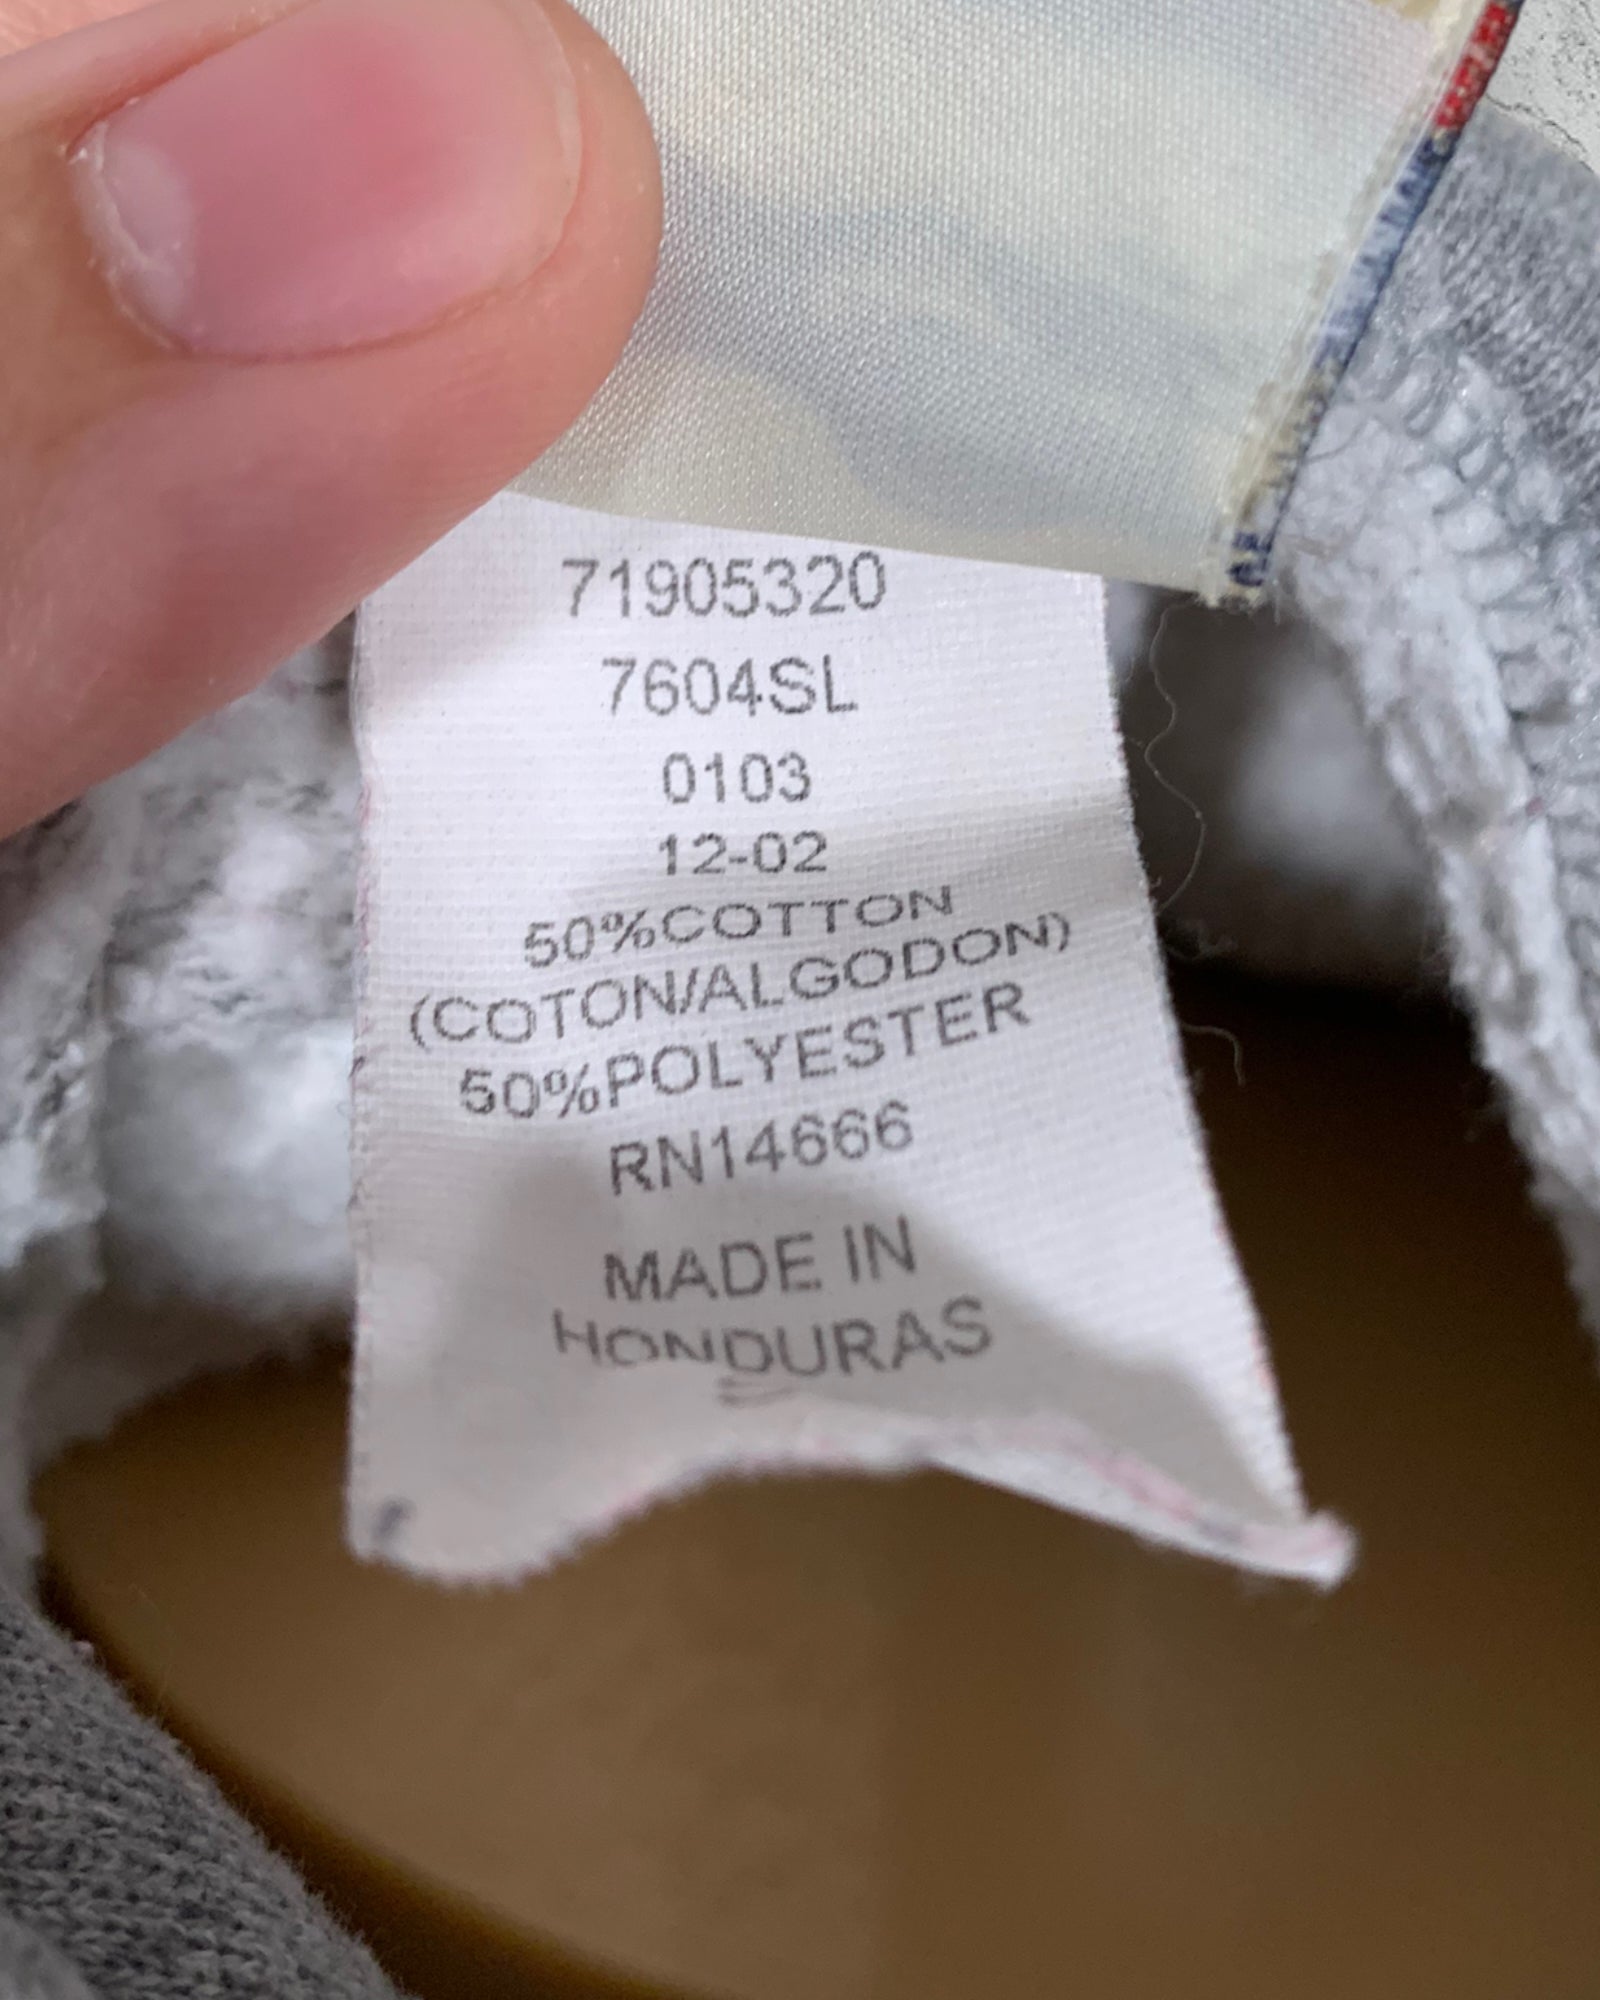 71905320
7604SL
0103
12-02
50%COTTON
(COTON/ALGODON)
50%POLYESTER
RN14666
MADE IN
HONDURAS